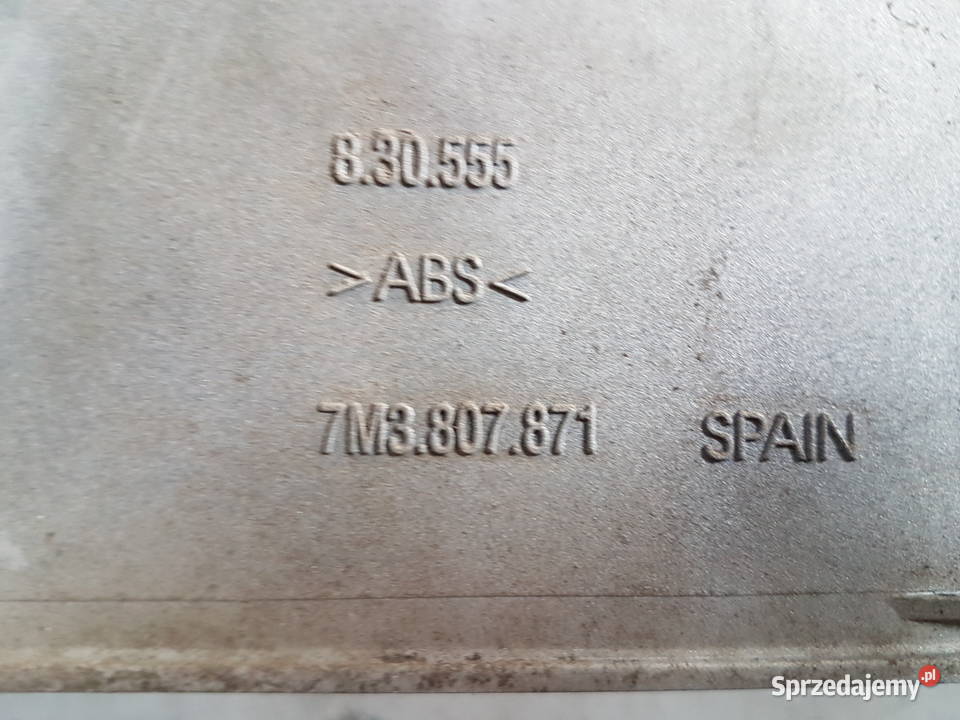 8.30.555
>ABS<
7M3.807.871 SPAIN
Sprzedajemy.pl